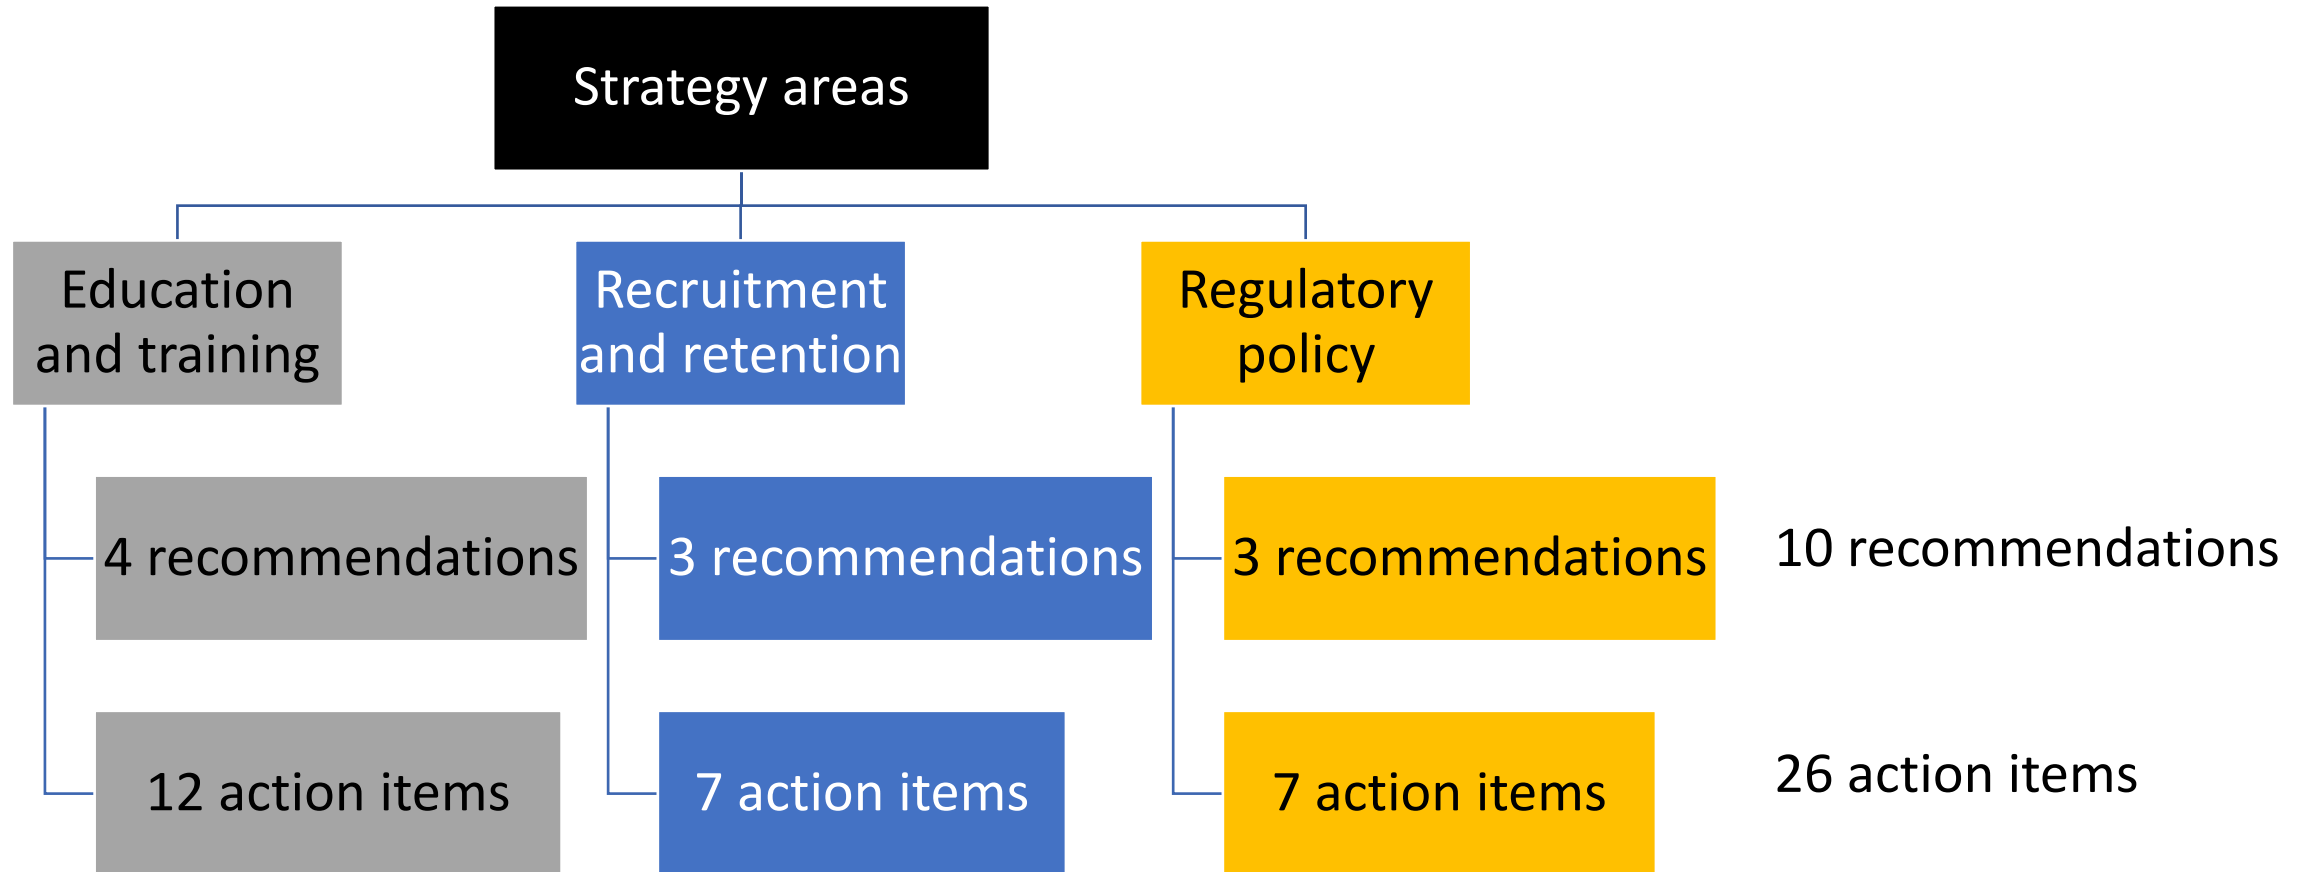 Strategy areas
Education
and training
Recruitment
and retention
Regulatory
policy
4 recommendations
3 recommendations
3 recommendations
10 recommendations
12 action items
7 action items
7 action items
26 action items